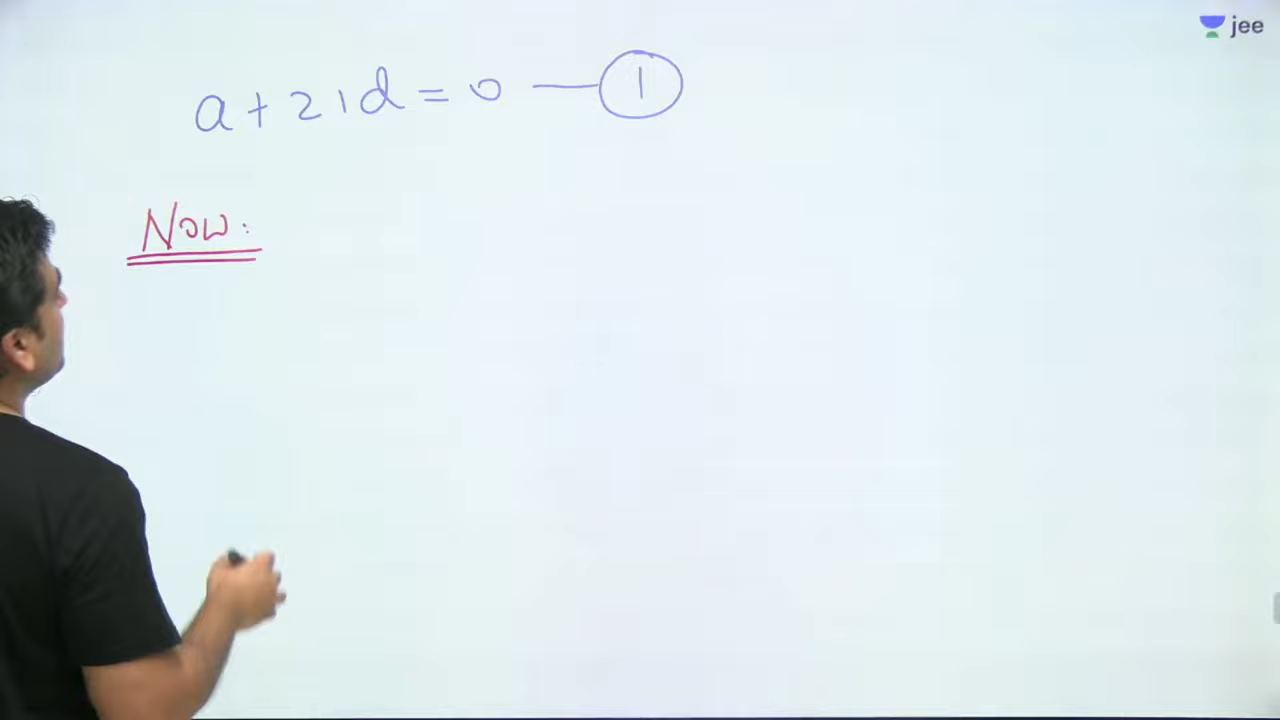 jee
a + 21d = 0 — 1
Now: